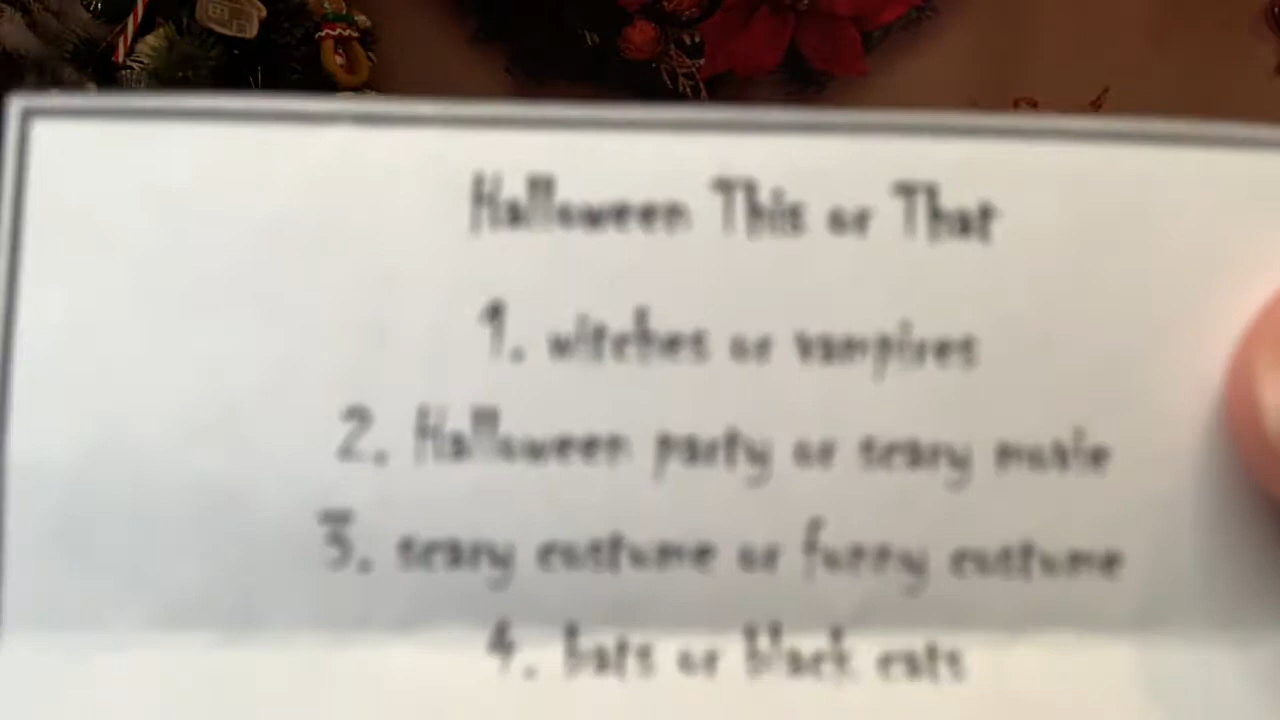 Halloween This or That
1. witches or vampires
2. Halloween party or scary movie
3. scary costume or funny costume
4. bats or black cats